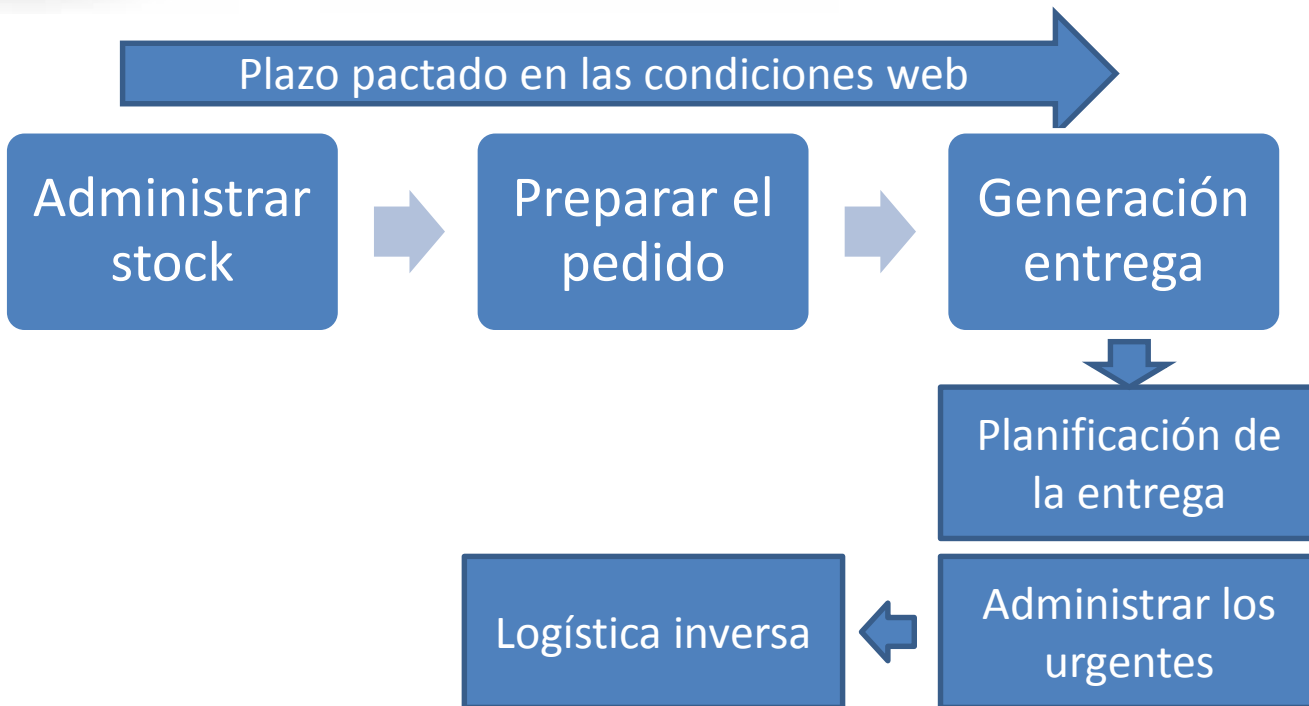 Plazo pactado en las condiciones web
Administrar
stock
Preparar el
pedido
Generación
entrega
Planificación de
la entrega
Administrar los
urgentes
Logística inversa